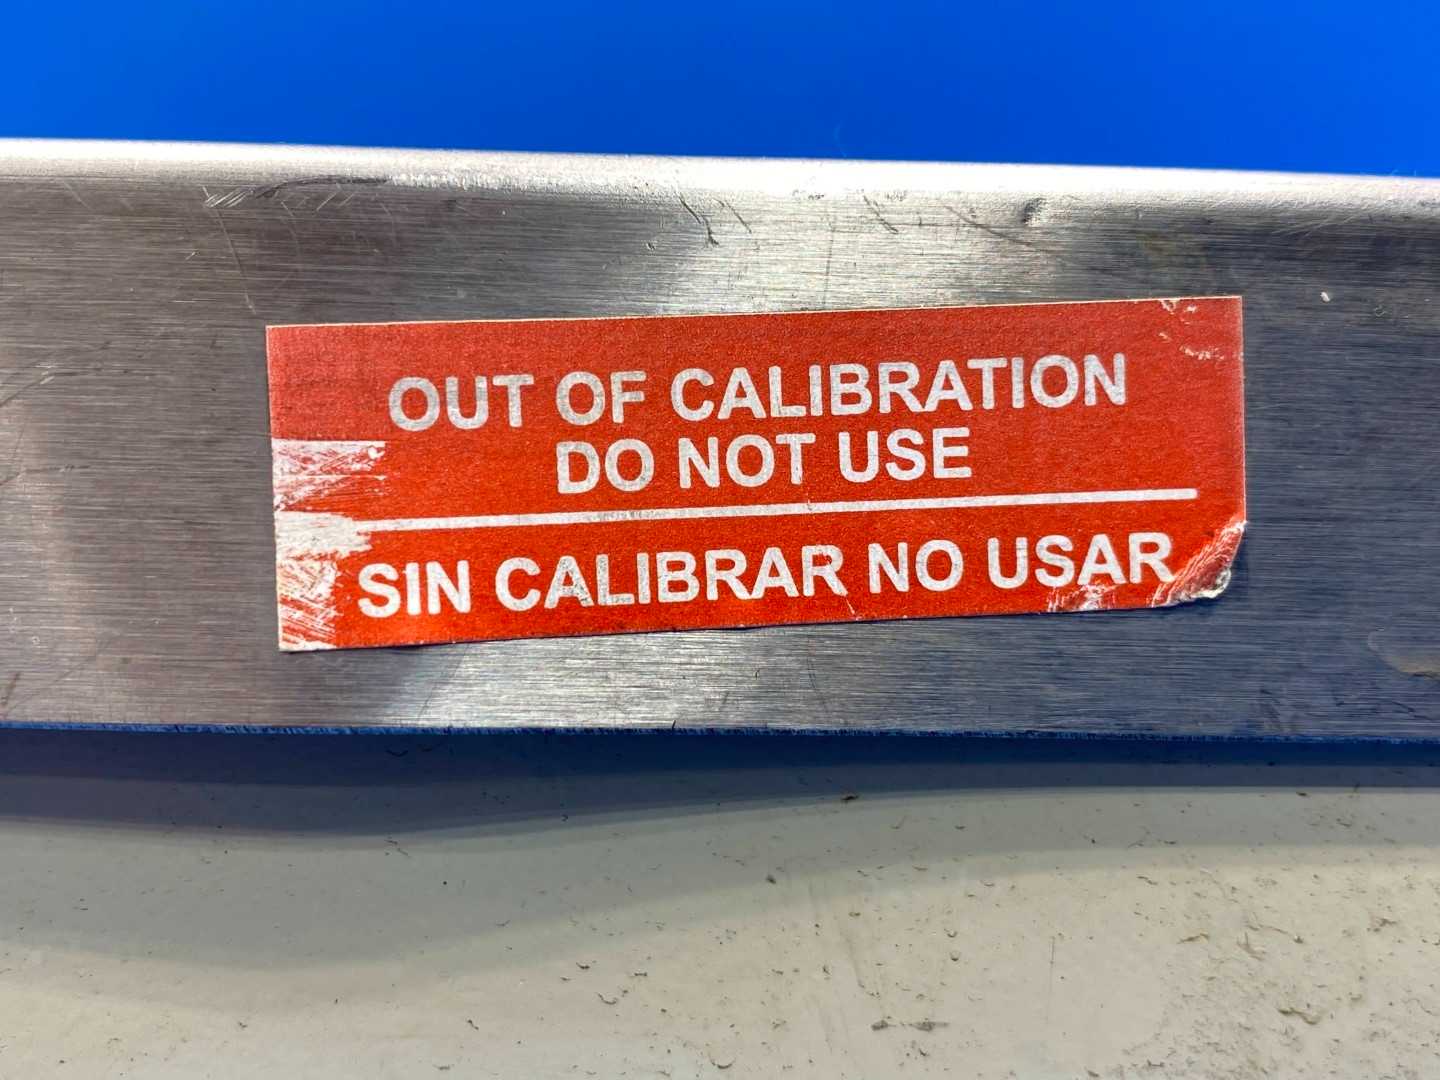 OUT OF CALIBRATION
DO NOT USE
SIN CALIBRAR NO USAR